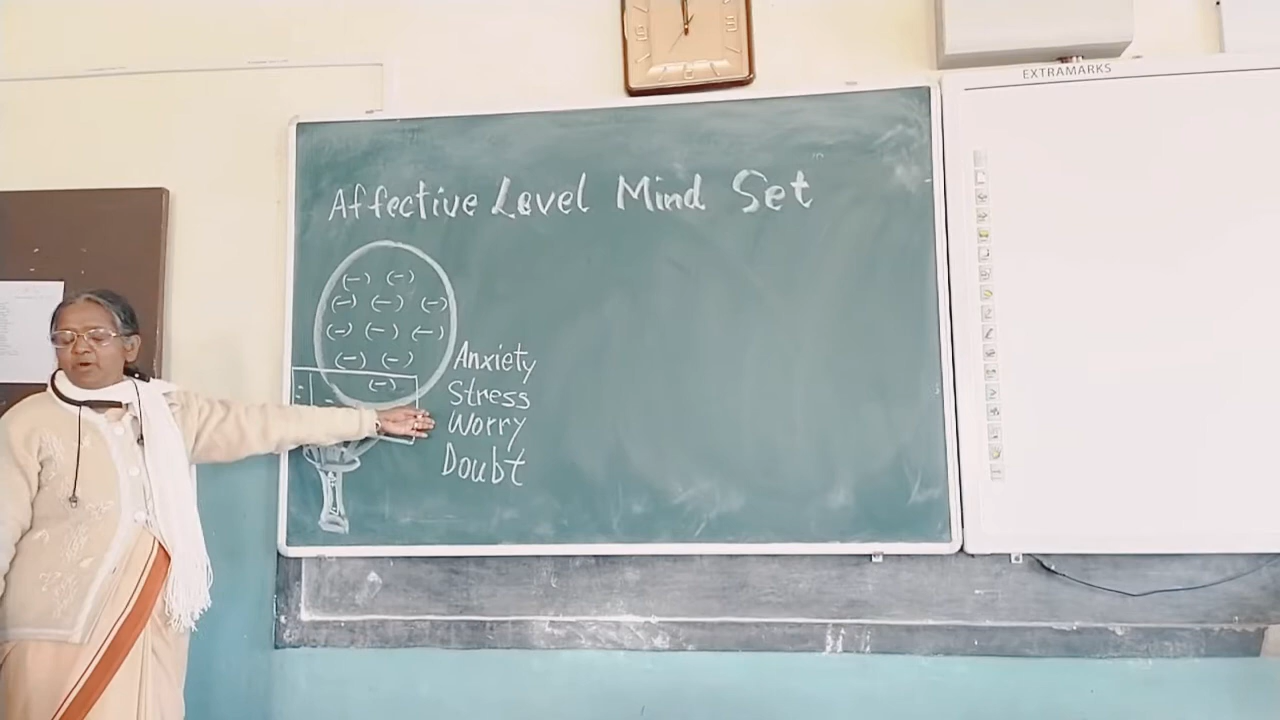 EXTRAMARKS
Affective Level Mind Set
(-) (-)
(-) (-) (-)
(-) (-) (-)
(-) (-)
(-)
Anxiety
Stress
Worry
Doubt